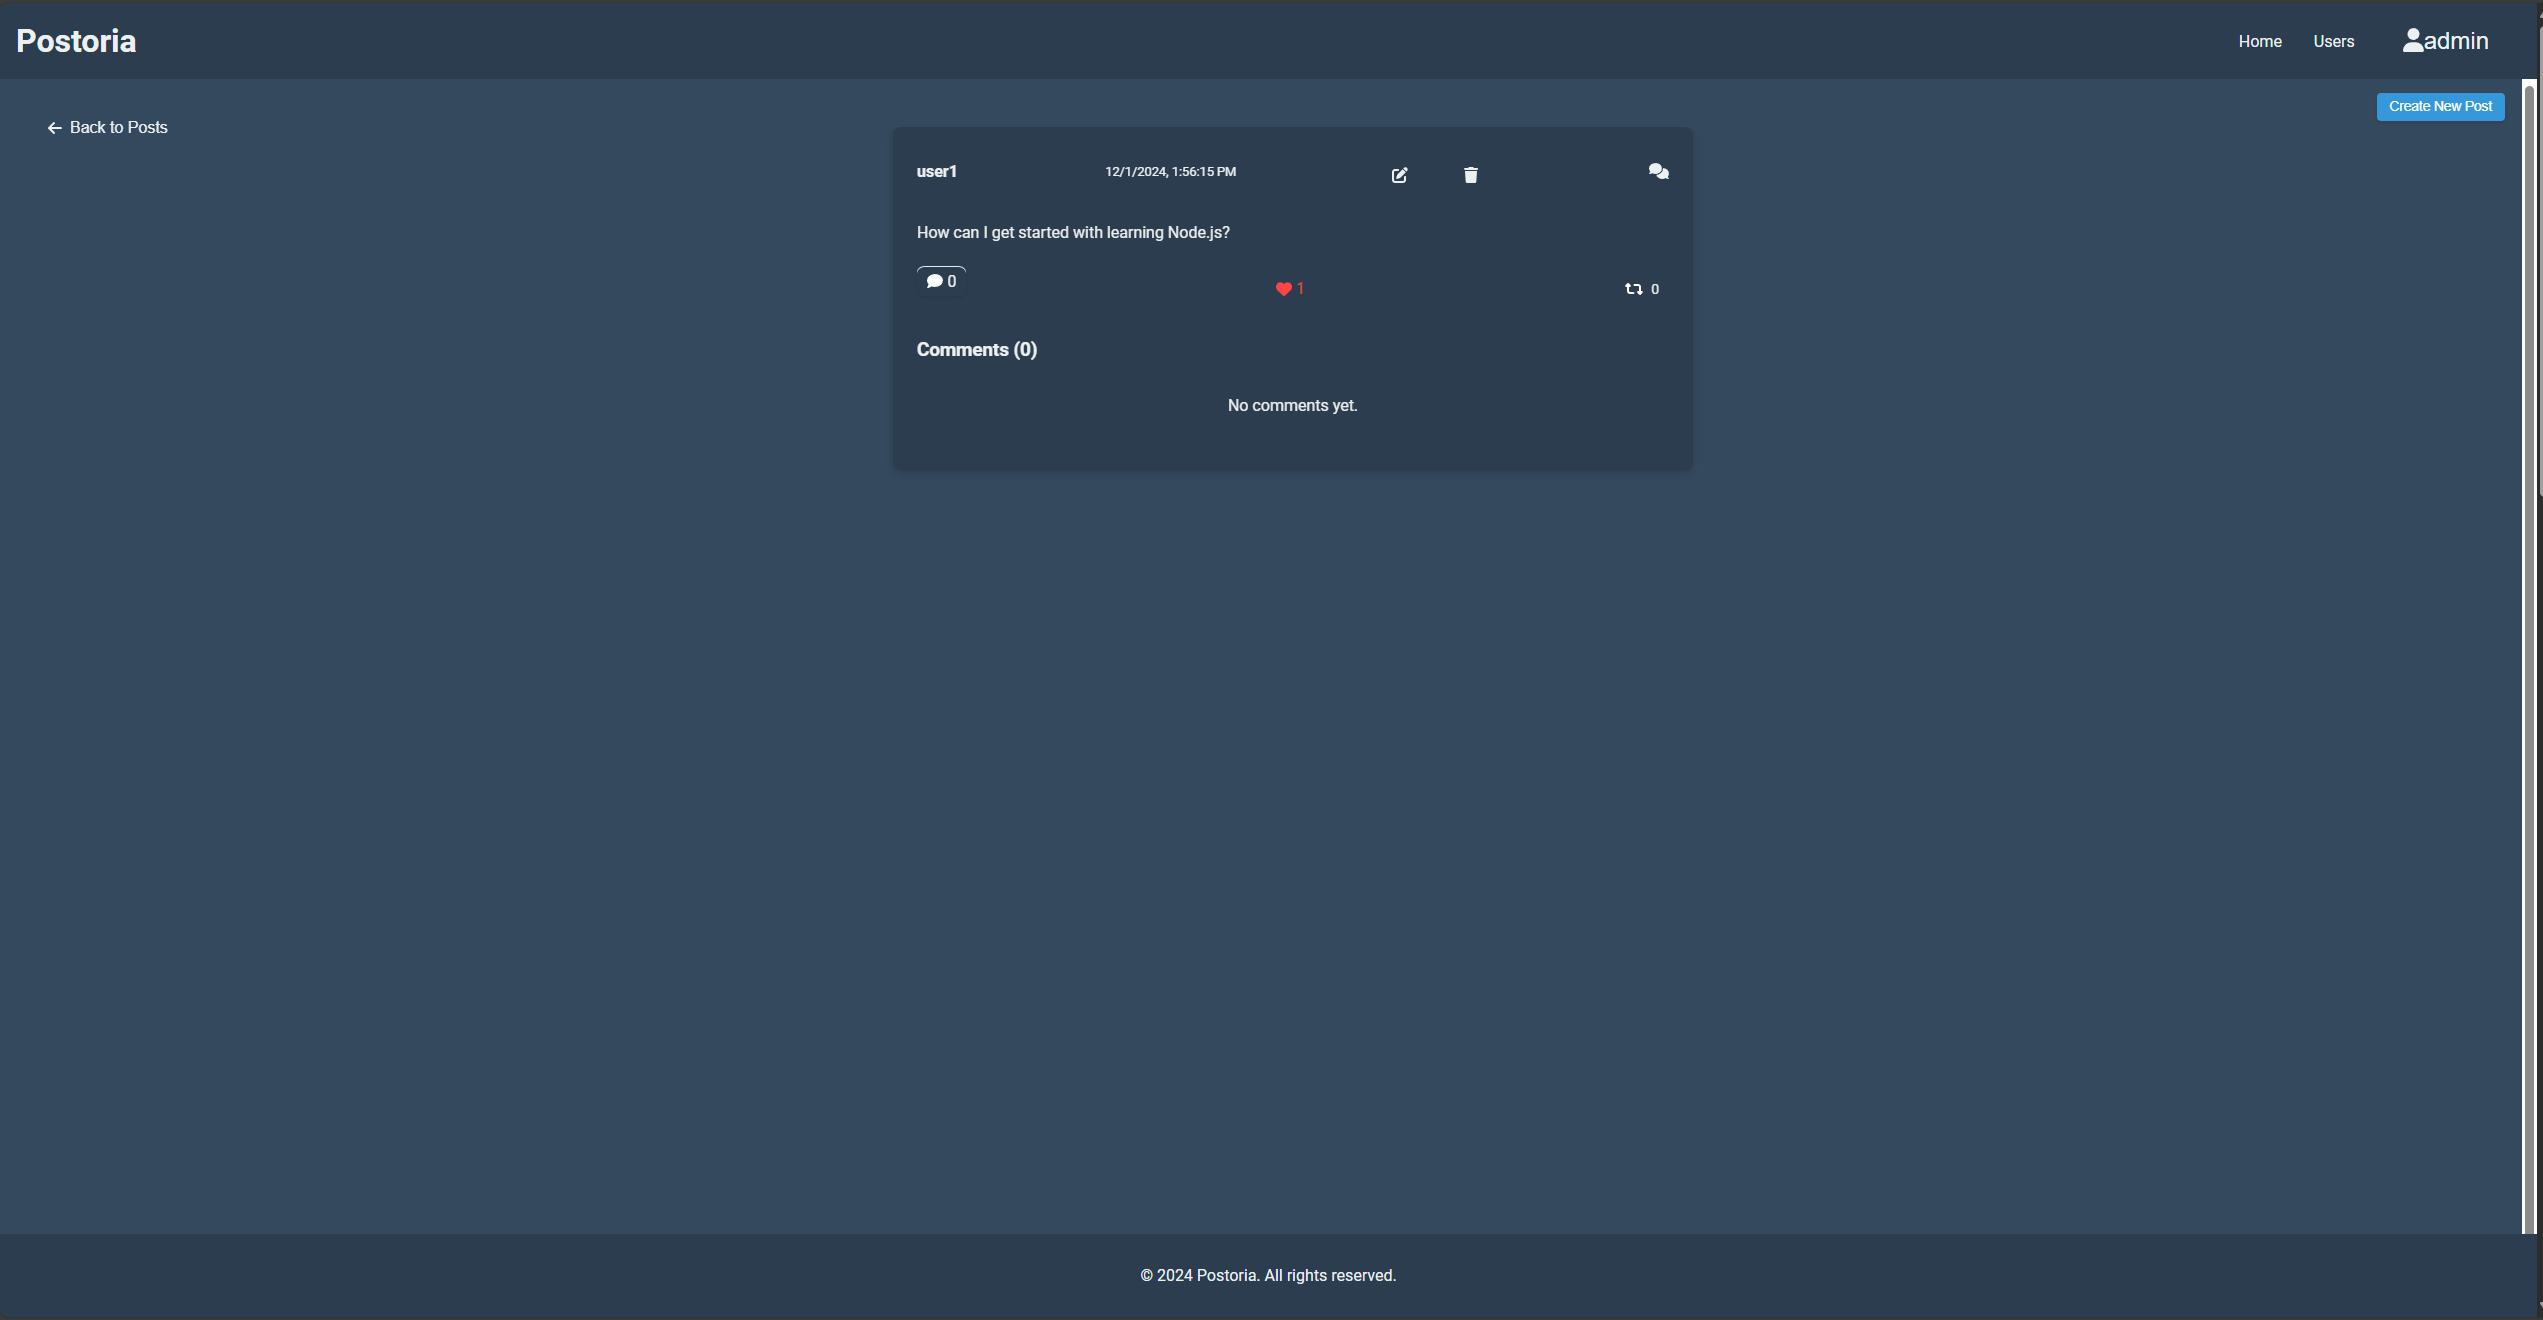 Postoria
Home Users admin
Create New Post
Back to Posts
user1 12/1/2024, 1:56:15 PM
How can I get started with learning Node.js?
0 1 0
Comments (0)
No comments yet.
© 2024 Postoria. All rights reserved.